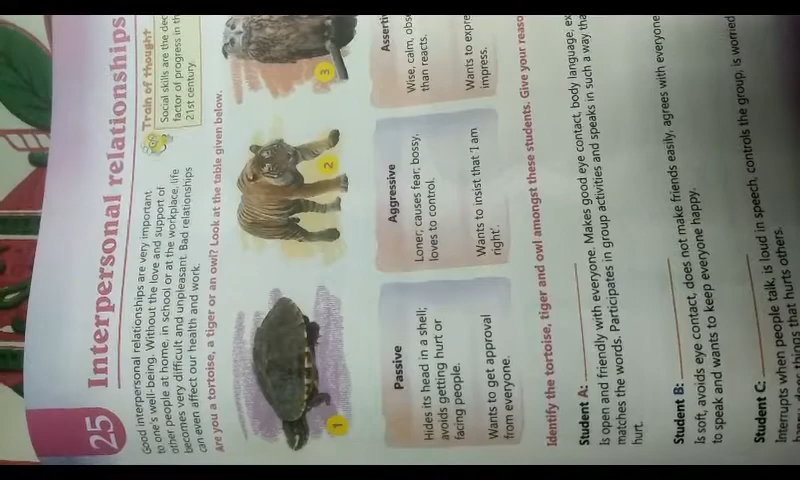 25 Interpersonal relationships
Good interpersonal relationships are very important
to one's well-being. Without the love and support of
other people at home, in school or at the workplace, life
becomes very difficult and unpleasant. Bad relationships
can even affect our health and work.
Train of thought
Social skills are the
factor of progress in
21st century.
Are you a tortoise, a tiger or an owl? Look at the table given below.
1
2
3
Passive
Hides its head in a shell;
avoids getting hurt or
facing people.
Wants to get approval
from everyone.
Aggressive
Loner; causes fear; bossy,
loves to control.
Wants to insist that 'I am
right'.
Wise, calm,
than reacts.
Wants to
impress.
Identify the tortoise, tiger and owl amongst these students. Give your
Student A:
Is open and friendly with everyone. Makes good eye contact, body language,
matches the words. Participates in group activities and speaks in such a way
hurt.
Student B:
Is soft, avoids eye contact, does not make friends easily, agrees with everyone
to speak and wants to keep everyone happy.
Student C:
Interrupts when people talk, is loud in speech, controls the group, is worried
things that hurts others.